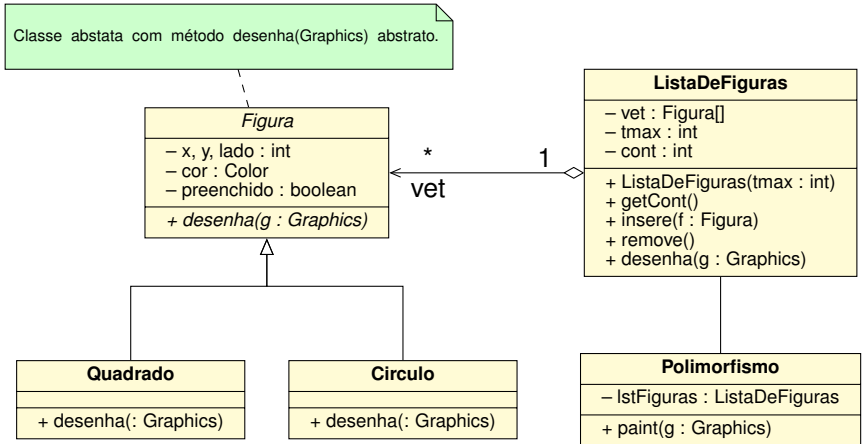 Classe abstata com método desenha(Graphics) abstrato.
Figura
– x, y, lado : int
– cor : Color
– preenchido : boolean
+ desenha(g : Graphics)
*
1
vet
ListaDeFiguras
– vet : Figura[]
– tmax : int
– cont : int
+ ListaDeFiguras(tmax : int)
+ getCont()
+ insere(f : Figura)
+ remove()
+ desenha(g : Graphics)
Quadrado
+ desenha(: Graphics)
Circulo
+ desenha(: Graphics)
Polimorfismo
– lstFiguras : ListaDeFiguras
+ paint(g : Graphics)